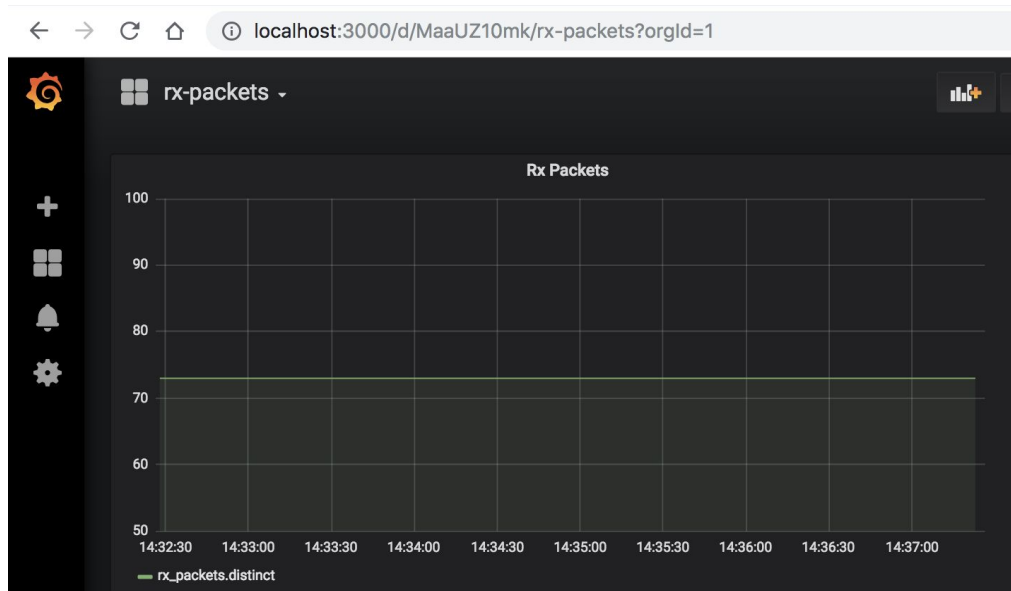 localhost:3000/d/MaaUZ10mk/rx-packets?orgId=1
rx-packets
Rx Packets
100
90
80
70
60
50
14:32:30 14:33:00 14:33:30 14:34:00 14:34:30 14:35:00 14:35:30 14:36:00 14:36:30 14:37:00
rx_packets.distinct